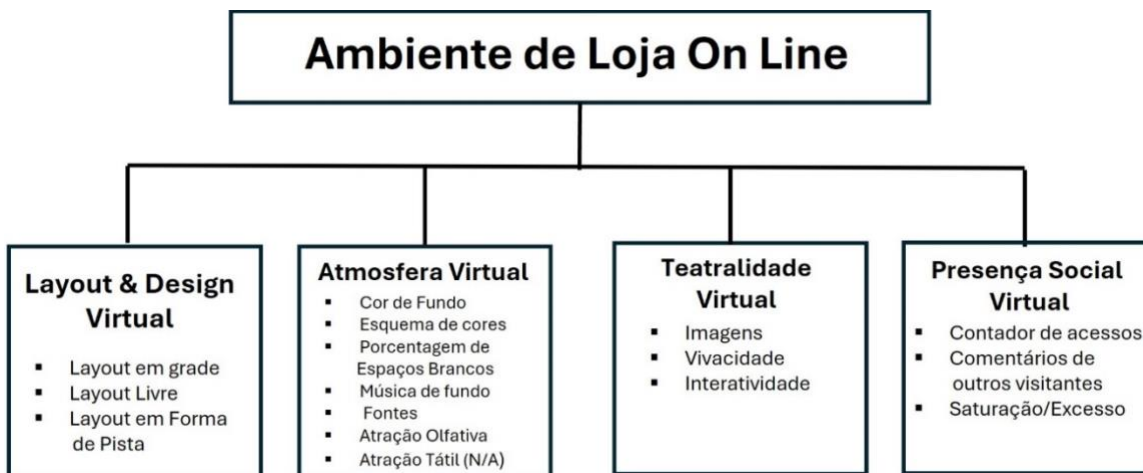 Ambiente de Loja On Line
Layout & Design
Virtual
▪ Layout em grade
▪ Layout Livre
▪ Layout em Forma
de Pista
Atmosfera Virtual
▪ Cor de Fundo
▪ Esquema de cores
▪ Porcentagem de
Espaços Brancos
▪ Música de fundo
▪ Fontes
▪ Atração Olfativa
▪ Atração Tátil (N/A)
Teatralidade
Virtual
▪ Imagens
▪ Vivacidade
▪ Interatividade
Presença Social
Virtual
▪ Contador de acessos
▪ Comentários de
outros visitantes
▪ Saturação/Excesso